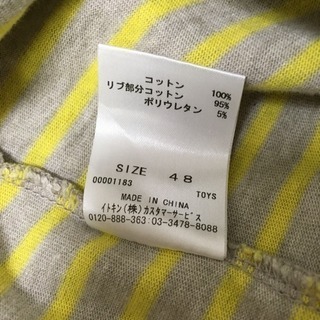 コットン 100%
リブ部分コットン 95%
ポリウレタン 5%
SIZE 48
00001183 TOYS
MADE IN CHINA
イトキン(株)カスタマーサービス
0120-888-363 03-3478-8088